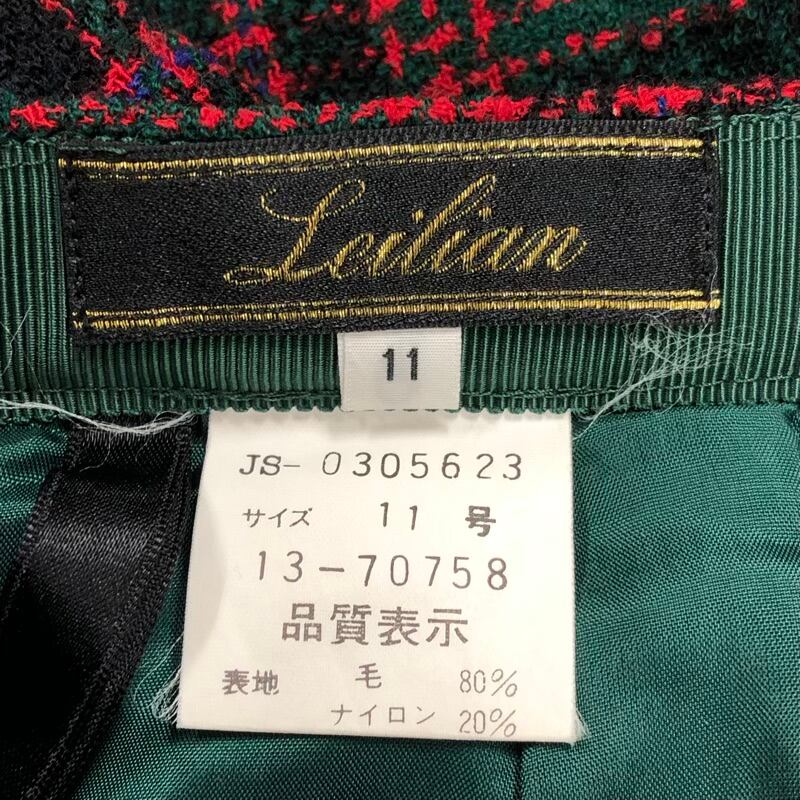 Leilian
11
JS-0305623
サイズ 11 号
13-70758
品質表示
表地 毛 80%
ナイロン 20%